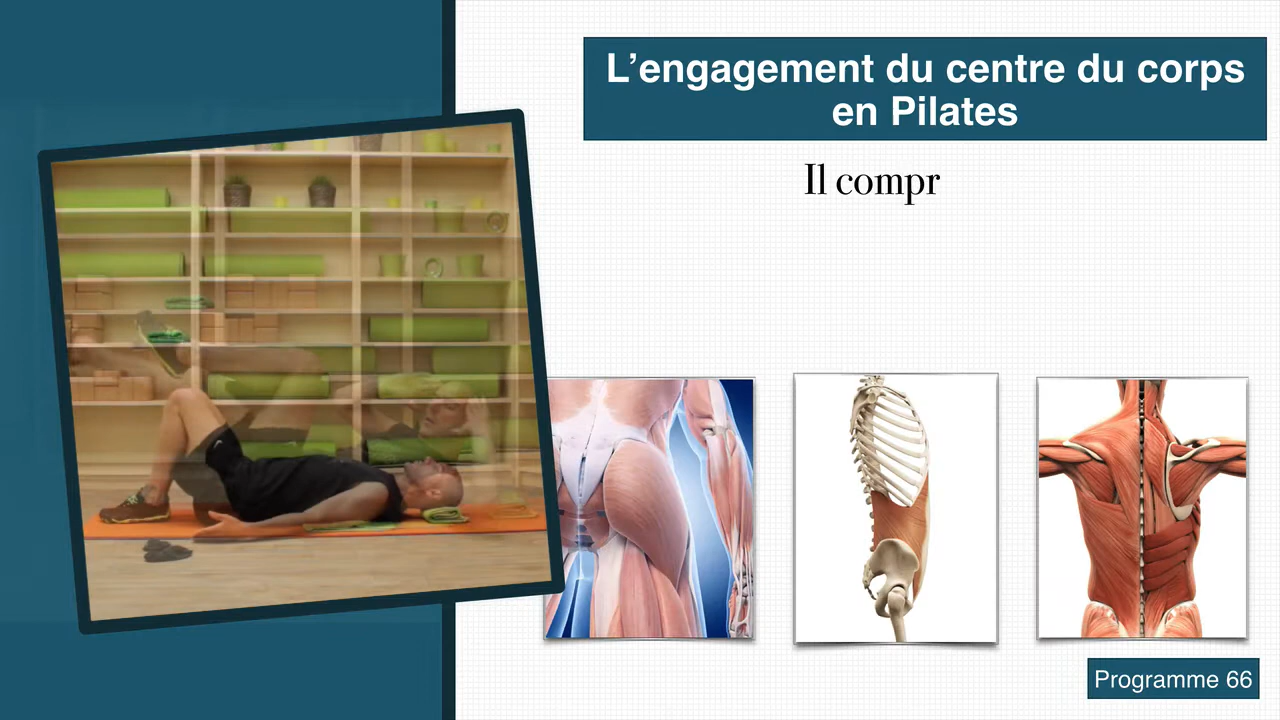 L’engagement du centre du corps
en Pilates
Il compr
Programme 66